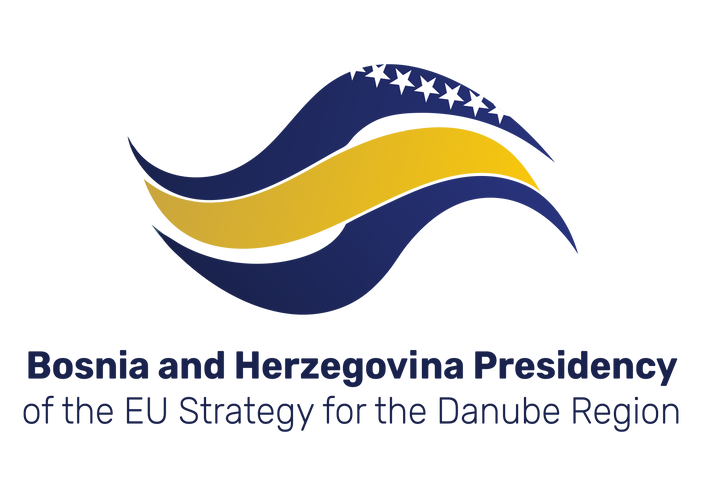 Bosnia and Herzegovina Presidency
of the EU Strategy for the Danube Region